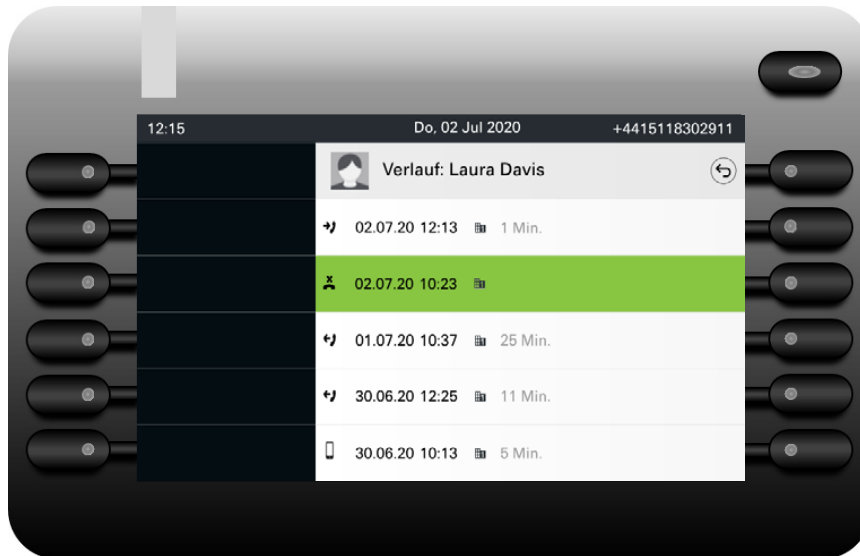 12:15 Do, 02 Jul 2020 +4415118302911
Verlauf: Laura Davis
02.07.20 12:13 1 Min.
02.07.20 10:23
01.07.20 10:37 25 Min.
30.06.20 12:25 11 Min.
30.06.20 10:13 5 Min.